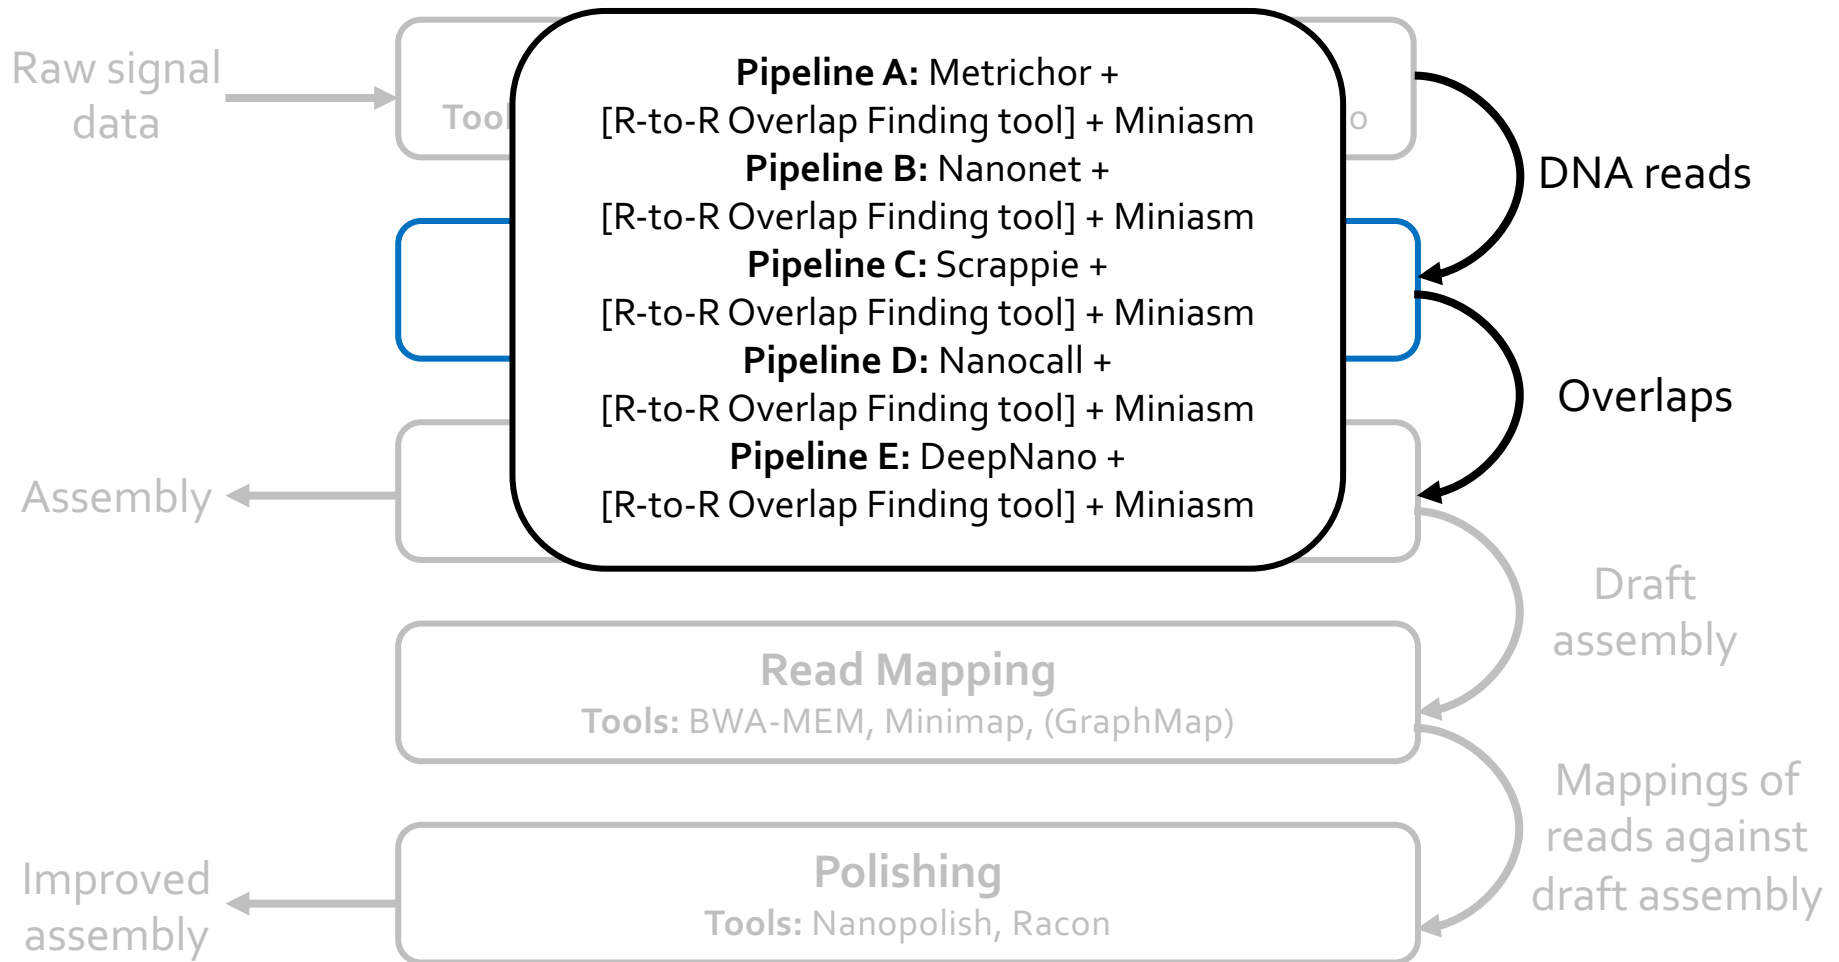 Raw signal
data
Pipeline A: Metrichor +
[R-to-R Overlap Finding tool] + Miniasm
Pipeline B: Nanonet +
[R-to-R Overlap Finding tool] + Miniasm
Pipeline C: Scrappie +
[R-to-R Overlap Finding tool] + Miniasm
Pipeline D: Nanocall +
[R-to-R Overlap Finding tool] + Miniasm
Pipeline E: DeepNano +
[R-to-R Overlap Finding tool] + Miniasm
DNA reads
Overlaps
Assembly
Draft
assembly
Read Mapping
Tools: BWA-MEM, Minimap, (GraphMap)
Mappings of
reads against
draft assembly
Polishing
Tools: Nanopolish, Racon
Improved
assembly